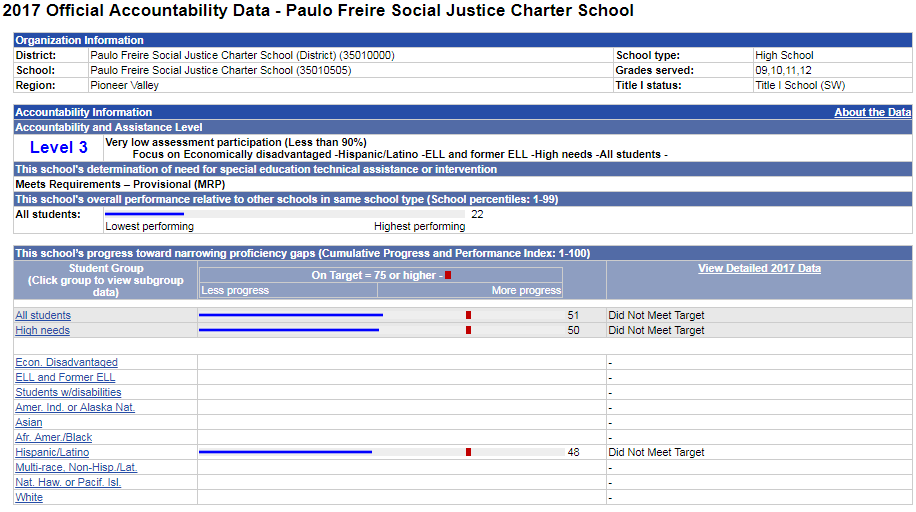 2017 Official Accountability Data - Paulo Freire Social Justice Charter School
Organization Information
District: Paulo Freire Social Justice Charter School (District) (35010000) School type: High School
School: Paulo Freire Social Justice Charter School (35010505) Grades served: 09,10,11,12
Region: Pioneer Valley Title I status: Title I School (SW)
Accountability Information About the Data
Accountability and Assistance Level
Level 3 Very low assessment participation (Less than 90%)
Focus on Economically disadvantaged -Hispanic/Latino -ELL and former ELL -High needs -All students -
This school's determination of need for special education technical assistance or intervention
Meets Requirements – Provisional (MRP)
This school's overall performance relative to other schools in same school type (School percentiles: 1-99)
All students: 22
Lowest performing Highest performing
This school's progress toward narrowing proficiency gaps (Cumulative Progress and Performance Index: 1-100)
Student Group
(Click group to view subgroup
data)
On Target = 75 or higher -
Less progress More progress
View Detailed 2017 Data
All students 51 Did Not Meet Target
High needs 50 Did Not Meet Target
Econ. Disadvantaged -
ELL and Former ELL -
Students w/disabilities -
Amer. Ind. or Alaska Nat. -
Asian -
Afr. Amer./Black -
Hispanic/Latino 48 Did Not Meet Target
Multi-race, Non-Hisp./Lat. -
Nat. Haw. or Pacif. Isl. -
White -